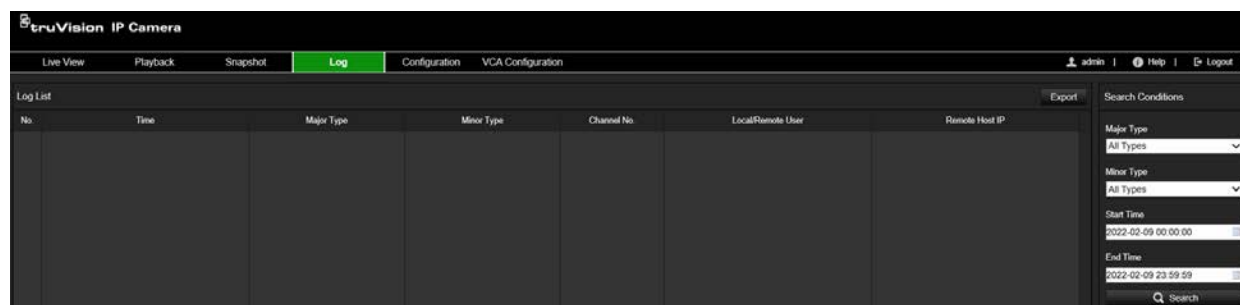 truVision IP Camera
Live View Playback Snapshot Log Configuration VCA Configuration admin | Help | Logout
Log List Export Search Conditions
No. Time Major Type Minor Type Channel No. Local/Remote User Remote Host IP
Major Type
All Types
Minor Type
All Types
Start Time
2022-02-09 00:00:00
End Time
2022-02-09 23:59:59
Search